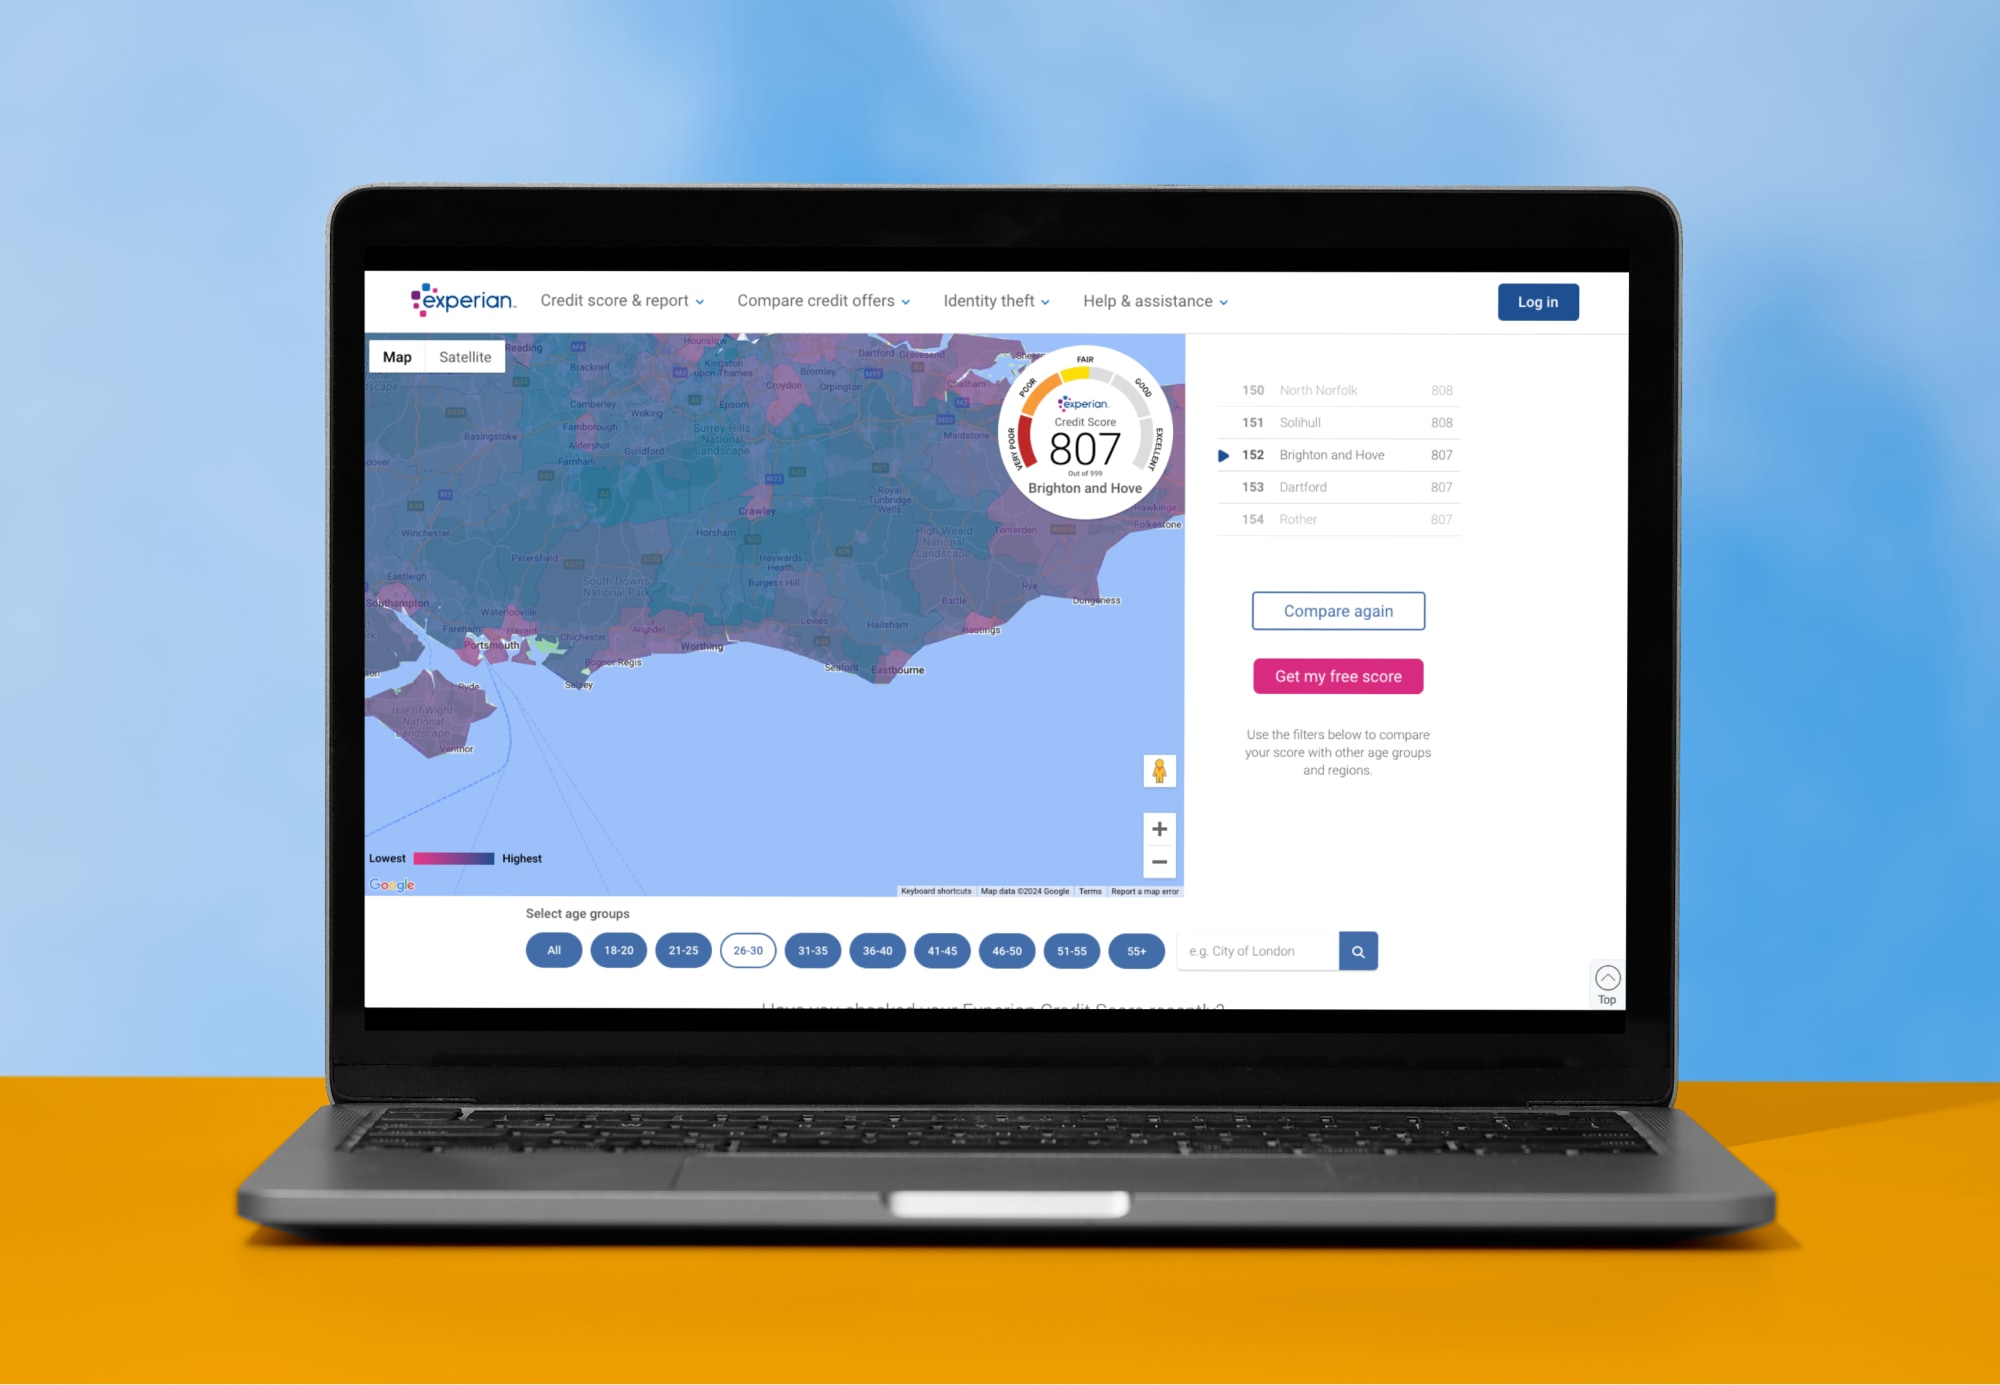 experian.
Credit score & report
Compare credit offers
Identity theft
Help & assistance
Log in
Map
Satellite
Reading
Bracknell
Hounslow
Kingston
upon Thames
Bromley
Dartford
Gravesend
Croydon
Orpington
Chatham
Camberley
Woking
Epsom
Basingstoke
Farnborough
Aldershot
Farnham
Guildford
Surrey Hills
National
Landscape
Maidstone
Royal
Tunbridge
Wells
Crawley
Winchester
Horsham
High Weald
National
Landscape
Tenterden
Hawkinge
Folkestone
Petersfield
Haywards
Heath
Burgess Hill
South Downs
National Park
Eastleigh
Southampton
Waterlooville
Fareham
Havant
Portsmouth
Chichester
Arundel
Worthing
Bognor Regis
Selsey
Lewes
Hailsham
Battle
Rye
Dungeness
Hastings
Seaford
Eastbourne
Ryde
Isle of Wight
National
Landscape
Ventnor
VERY POOR
POOR
FAIR
GOOD
EXCELLENT
experian.
Credit Score
807
Out of 999
Brighton and Hove
150 North Norfolk 808
151 Solihull 808
152 Brighton and Hove 807
153 Dartford 807
154 Rother 807
Compare again
Get my free score
Use the filters below to compare
your score with other age groups
and regions.
Lowest
Highest
Google
Keyboard shortcuts
Map data ©2024 Google
Terms
Report a map error
Select age groups
All
18-20
21-25
26-30
31-35
36-40
41-45
46-50
51-55
55+
e.g. City of London
Top
Have you checked your Experian Credit Score recently?